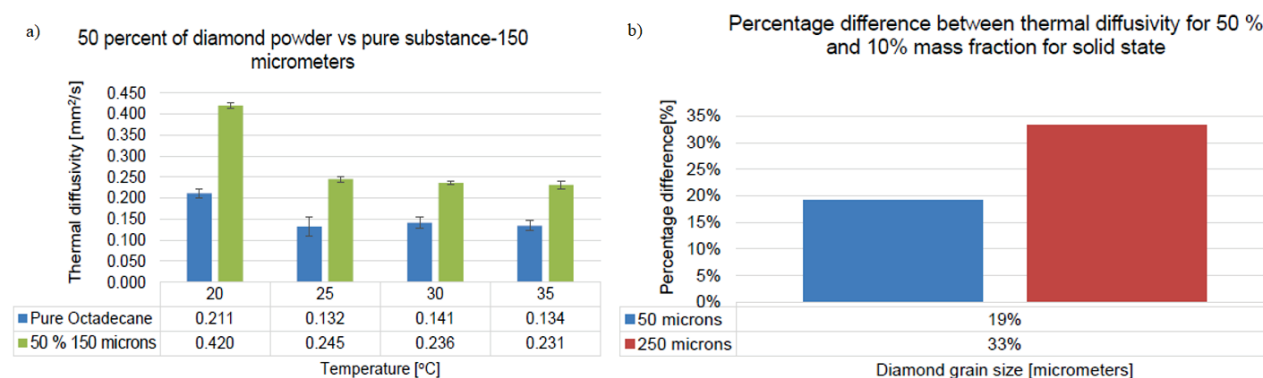 a)
50 percent of diamond powder vs pure substance-150
micrometers
Thermal diffusivity [mm²/s]
0.450
0.400
0.350
0.300
0.250
0.200
0.150
0.100
0.050
0.000
20 25 30 35
Pure Octadecane 0.211 0.132 0.141 0.134
50 % 150 microns 0.420 0.245 0.236 0.231
Temperature [°C]
b)
Percentage difference between thermal diffusivity for 50 %
and 10% mass fraction for solid state
Percentage difference[%]
35%
30%
25%
20%
15%
10%
5%
0%
50 microns 19%
250 microns 33%
Diamond grain size [micrometers]